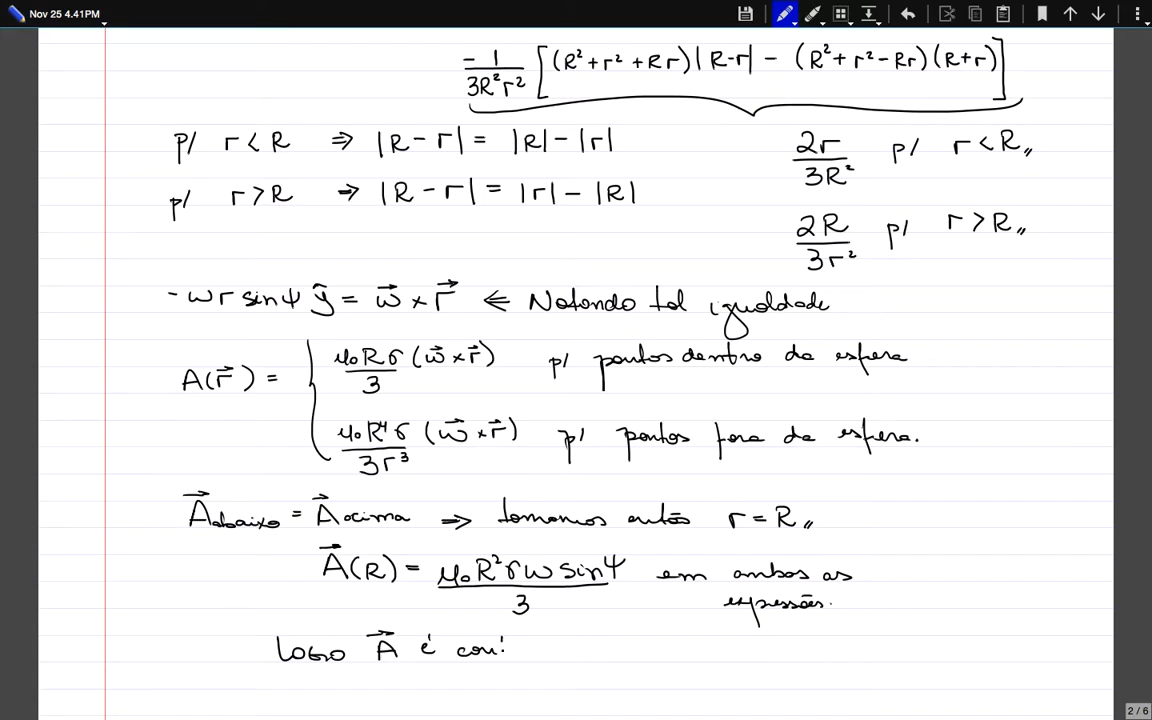 Nov 25 4.41PM
- 1/(3R²r²) [(R²+r²+Rr)|R-r| - (R²+r²-Rr)(R+r)]
p/ r<R ⇒ |R-r| = |R|-|r|
2r/(3R²) p/ r<R,,
p/ r>R ⇒ |R-r| = |r|-|R|
2R/(3r²) p/ r>R,,
-ωr sinΨ ŷ = ω⃗ × r⃗ ⇐ Notando tal igualdade
A(r⃗) = { μ₀Rσ/3 (ω⃗×r⃗) p/ pontos dentro da esfera
μ₀R⁴σ/(3r³) (ω⃗×r⃗) p/ pontos fora da esfera.
A⃗abaixo = A⃗acima ⇒ tomamos então r=R,,
A⃗(R) = μ₀R²σω sinΨ/3 em ambos as
expressões.
Logo A⃗ é con
2 / 6